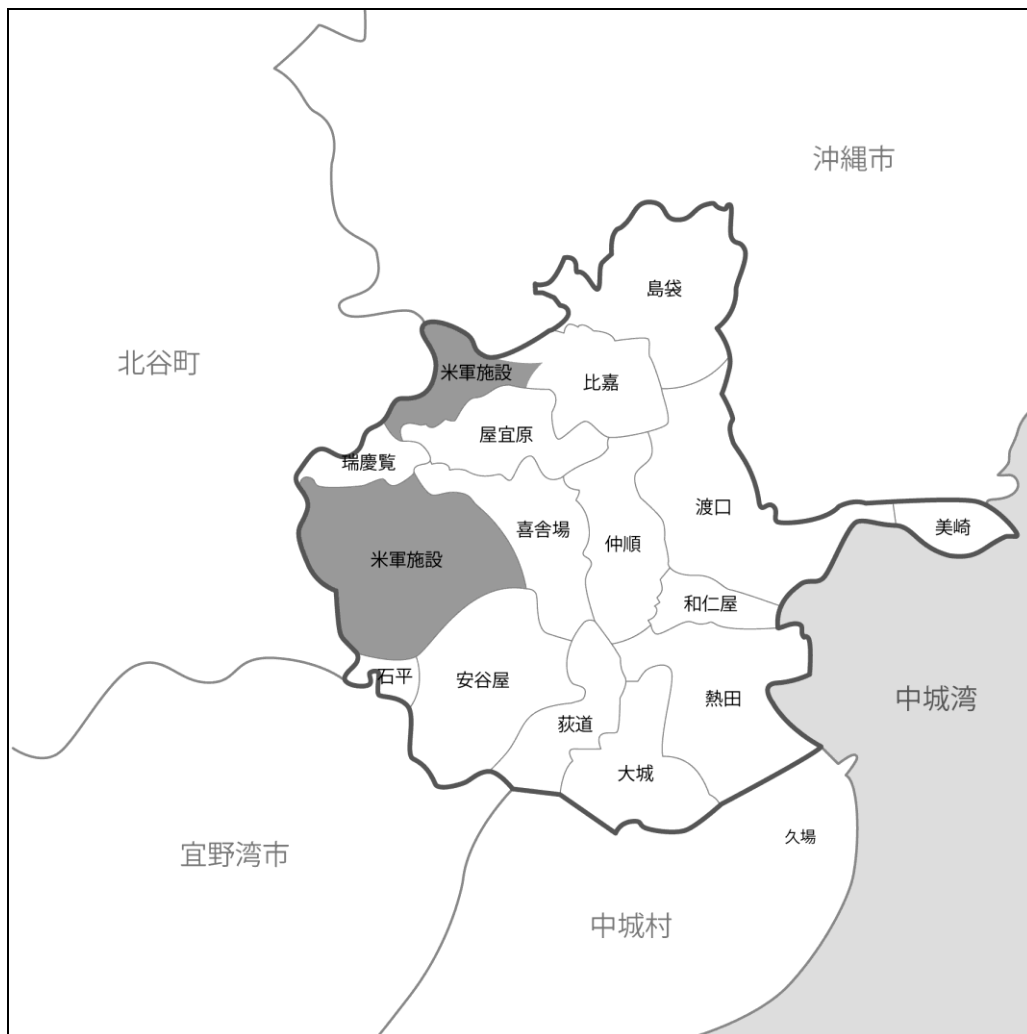 沖縄市
島袋
北谷町
米軍施設
比嘉
屋宜原
瑞慶覧
渡口
美崎
喜舎場
仲順
米軍施設
和仁屋
石平
安谷屋
熱田
中城湾
荻道
大城
久場
宜野湾市
中城村